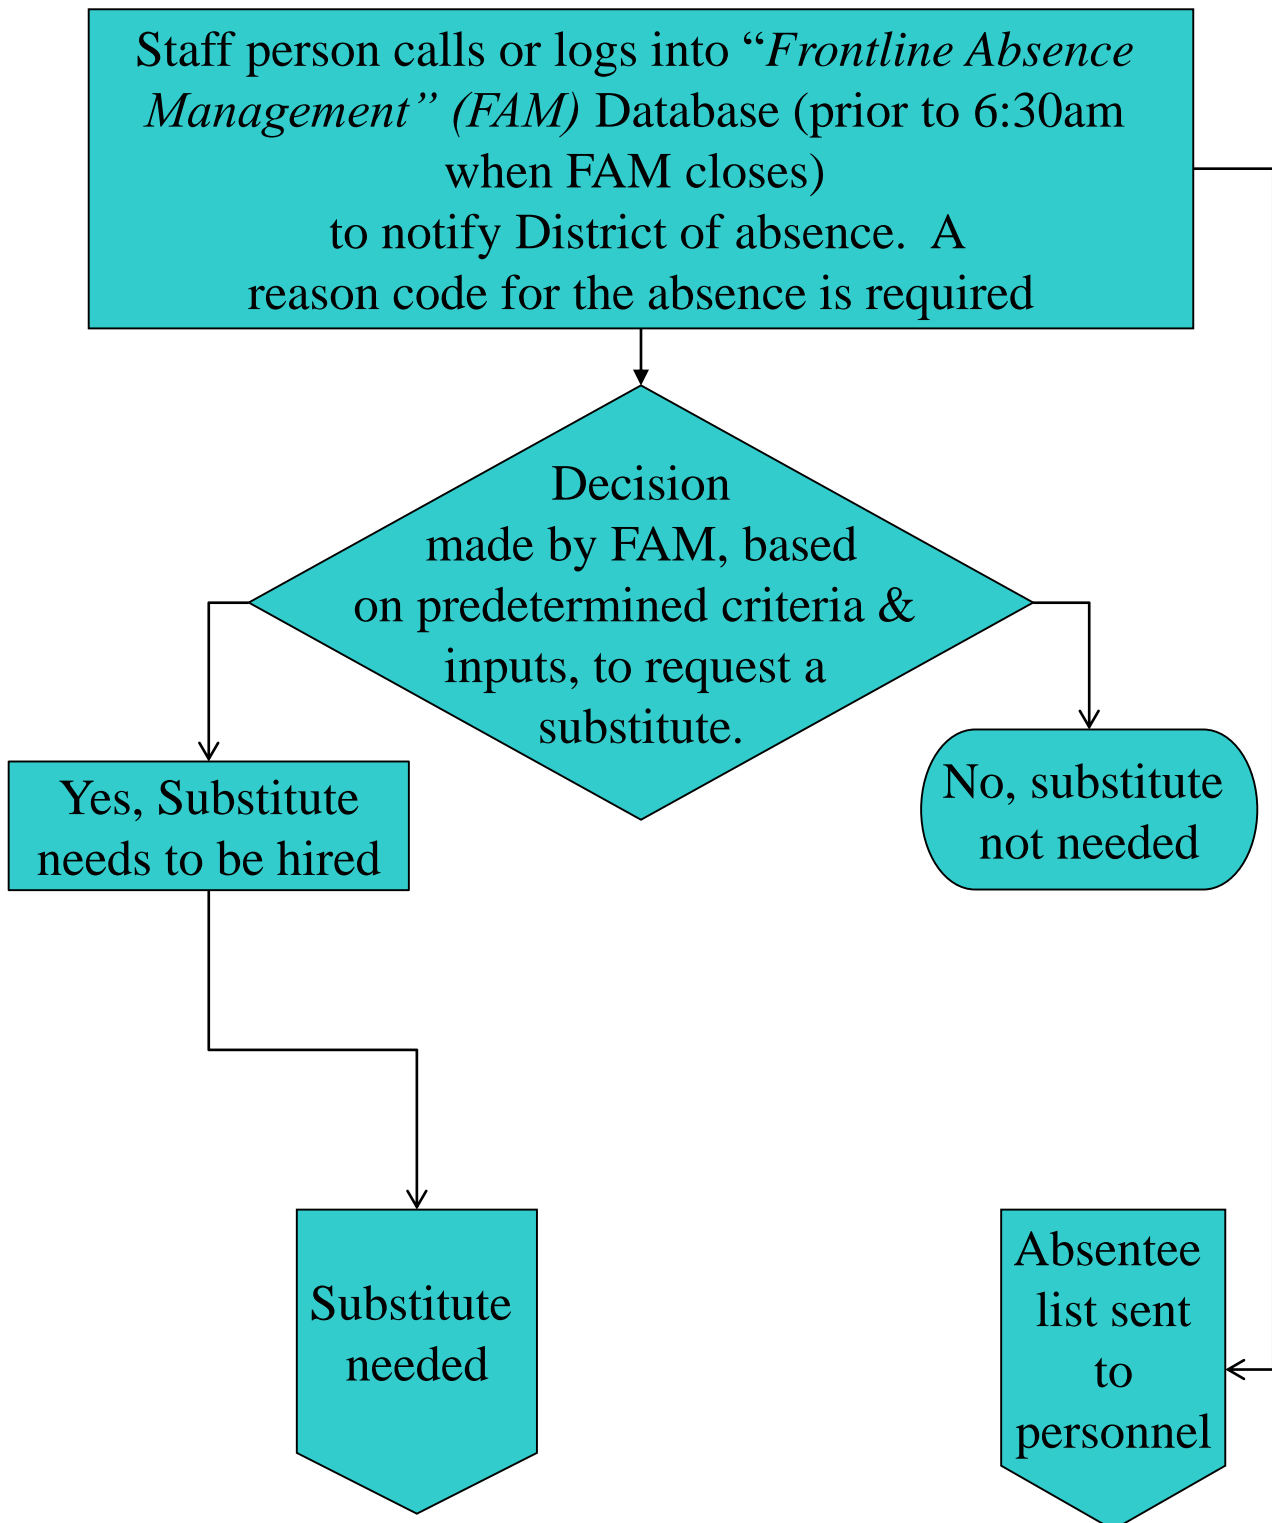 Staff person calls or logs into “Frontline Absence
Management” (FAM) Database (prior to 6:30am
when FAM closes)
to notify District of absence.  A
reason code for the absence is required
Decision
made by FAM, based
on predetermined criteria &
inputs, to request a
substitute.
Yes, Substitute
needs to be hired
No, substitute
not needed
Substitute
needed
Absentee
list sent
to
personnel